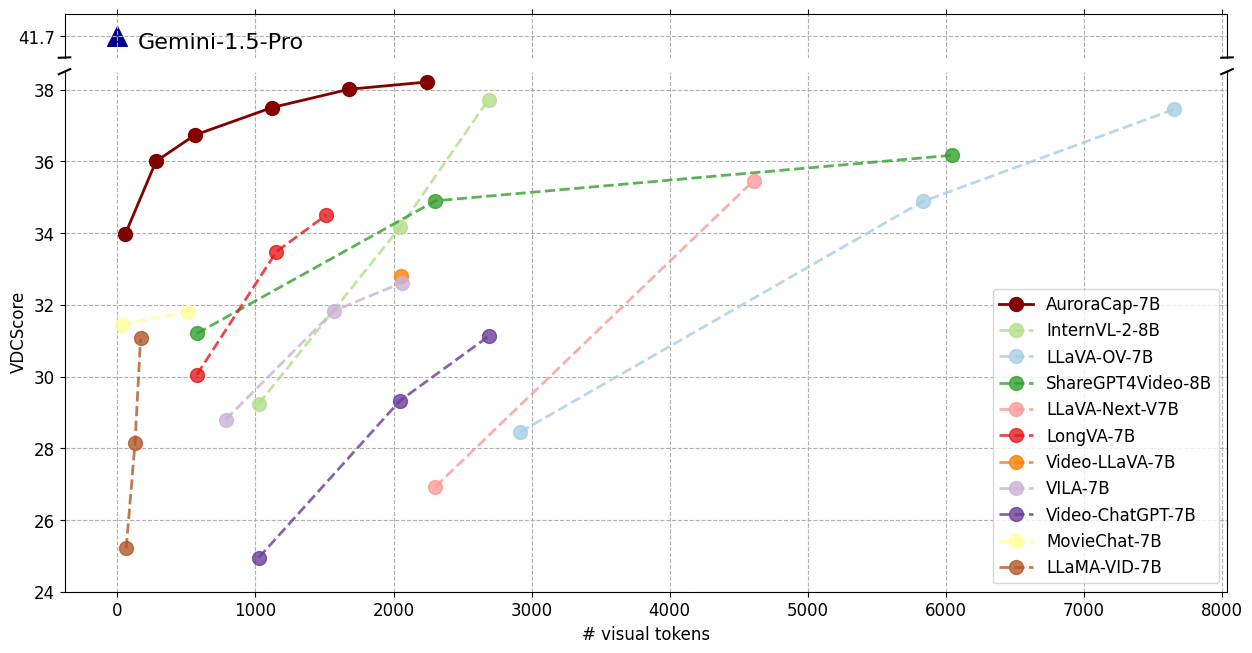 41.7
Gemini-1.5-Pro
38
36
34
32
30
28
26
24
VDCScore
AuroraCap-7B
InternVL-2-8B
LLaVA-OV-7B
ShareGPT4Video-8B
LLaVA-Next-V7B
LongVA-7B
Video-LLaVA-7B
VILA-7B
Video-ChatGPT-7B
MovieChat-7B
LLaMA-VID-7B
0 1000 2000 3000 4000 5000 6000 7000 8000
# visual tokens